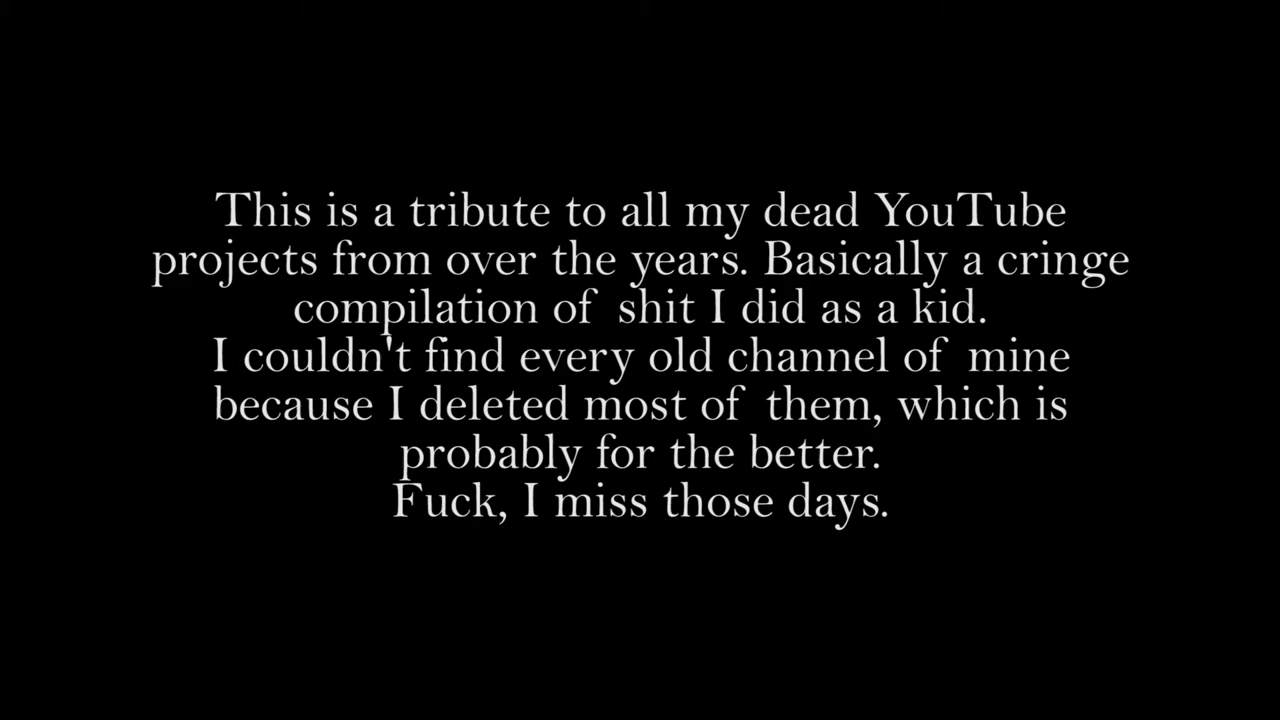 This is a tribute to all my dead YouTube
projects from over the years. Basically a cringe
compilation of shit I did as a kid.
I couldn't find every old channel of mine
because I deleted most of them, which is
probably for the better.
Fuck, I miss those days.